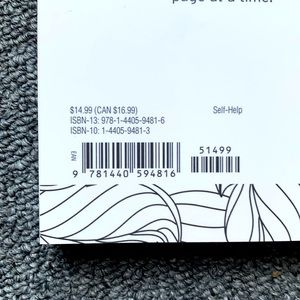 page at a time.
$14.99 (CAN $16.99)
ISBN-13: 978-1-4405-9481-6
ISBN-10: 1-4405-9481-3
Self-Help
EAN
51499
9 781440 594816